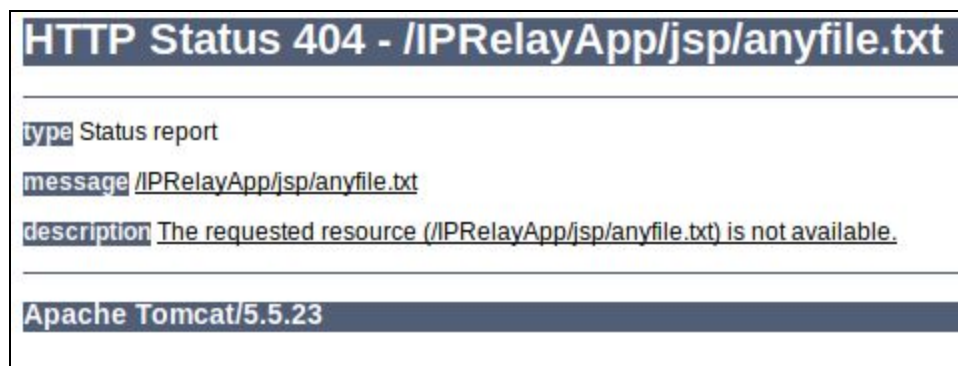 HTTP Status 404 - /IPRelayApp/jsp/anyfile.txt
type Status report
message /IPRelayApp/jsp/anyfile.txt
description The requested resource (/IPRelayApp/jsp/anyfile.txt) is not available.
Apache Tomcat/5.5.23